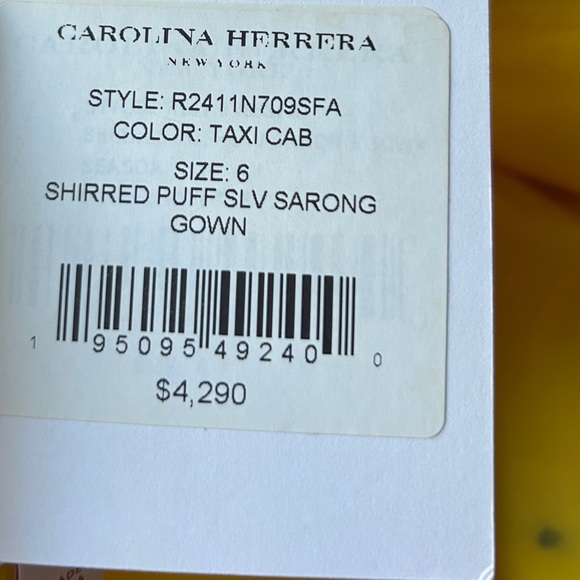 CAROLINA HERRERA
NEW YORK
STYLE: R2411N709SFA
COLOR: TAXI CAB
SIZE: 6
SHIRRED PUFF SLV SARONG
GOWN
1 95095 49240 0
$4,290